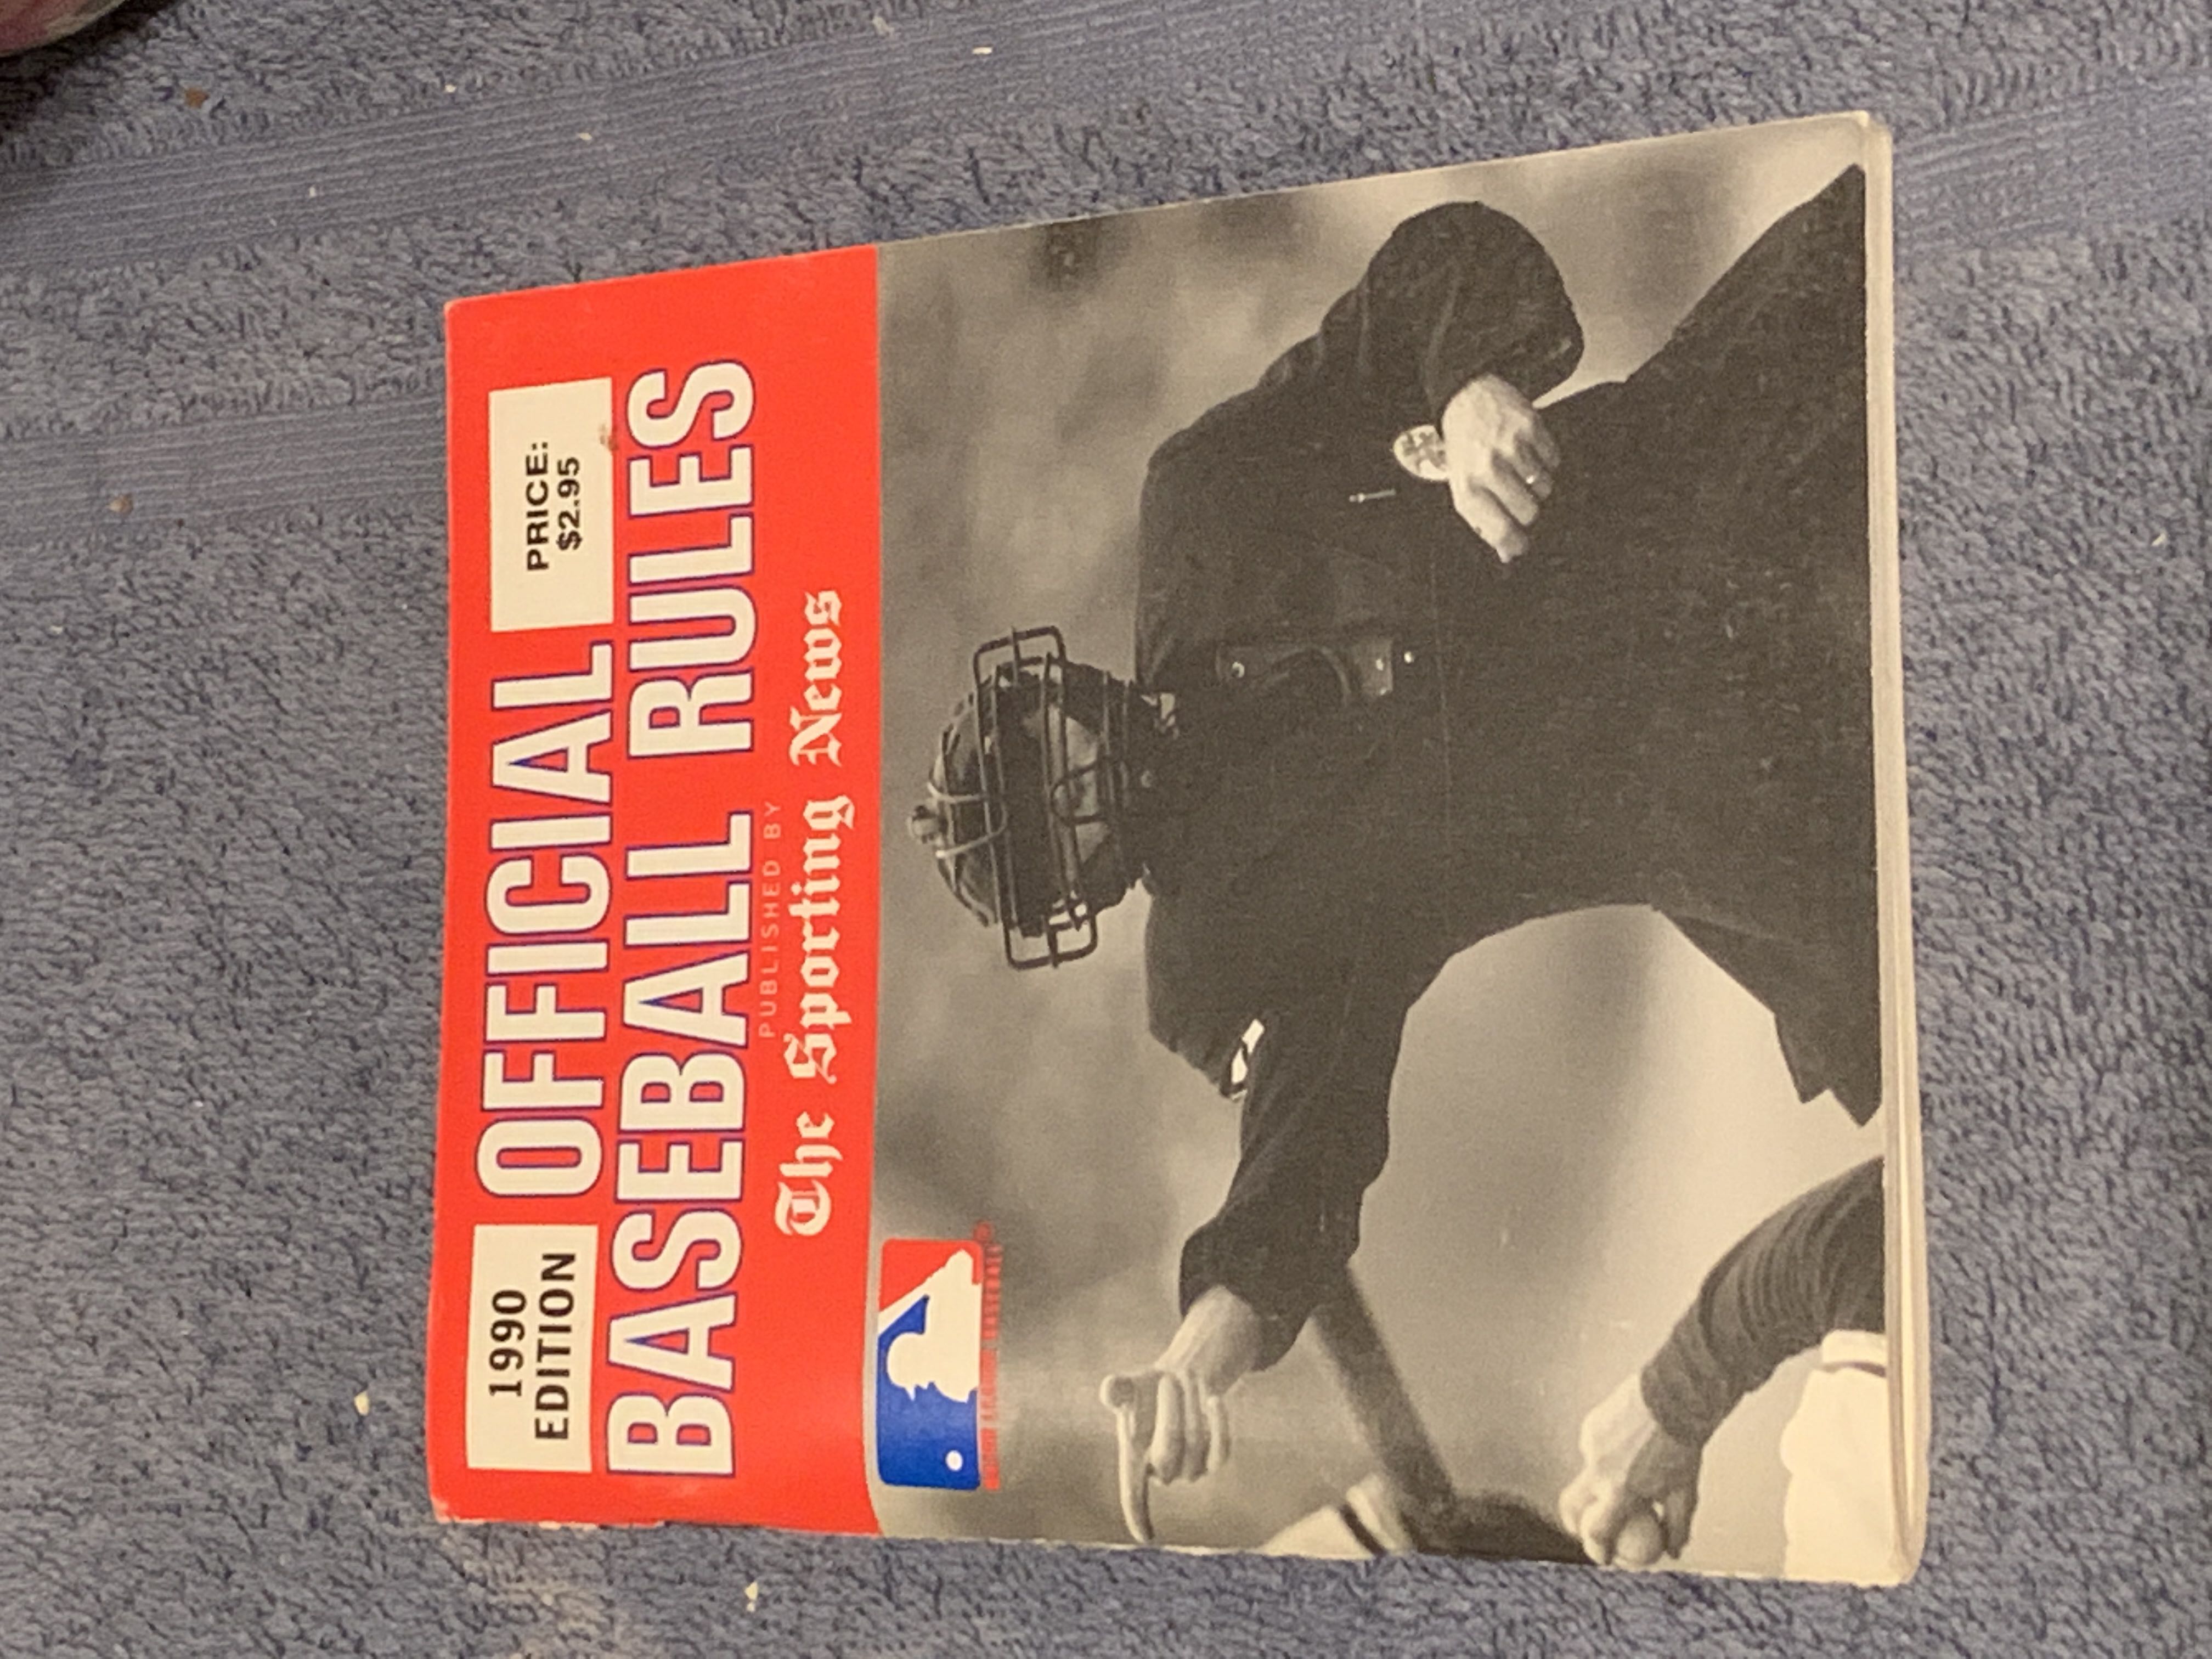 1990
EDITION
OFFICIAL
PRICE:
$2.95
BASEBALL RULES
PUBLISHED BY
The Sporting News